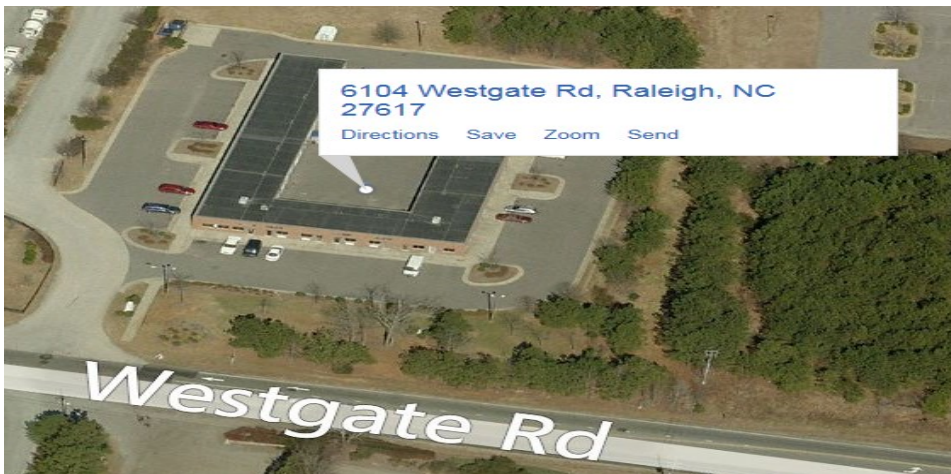 6104 Westgate Rd, Raleigh, NC
27617
Directions Save Zoom Send
Westgate Rd